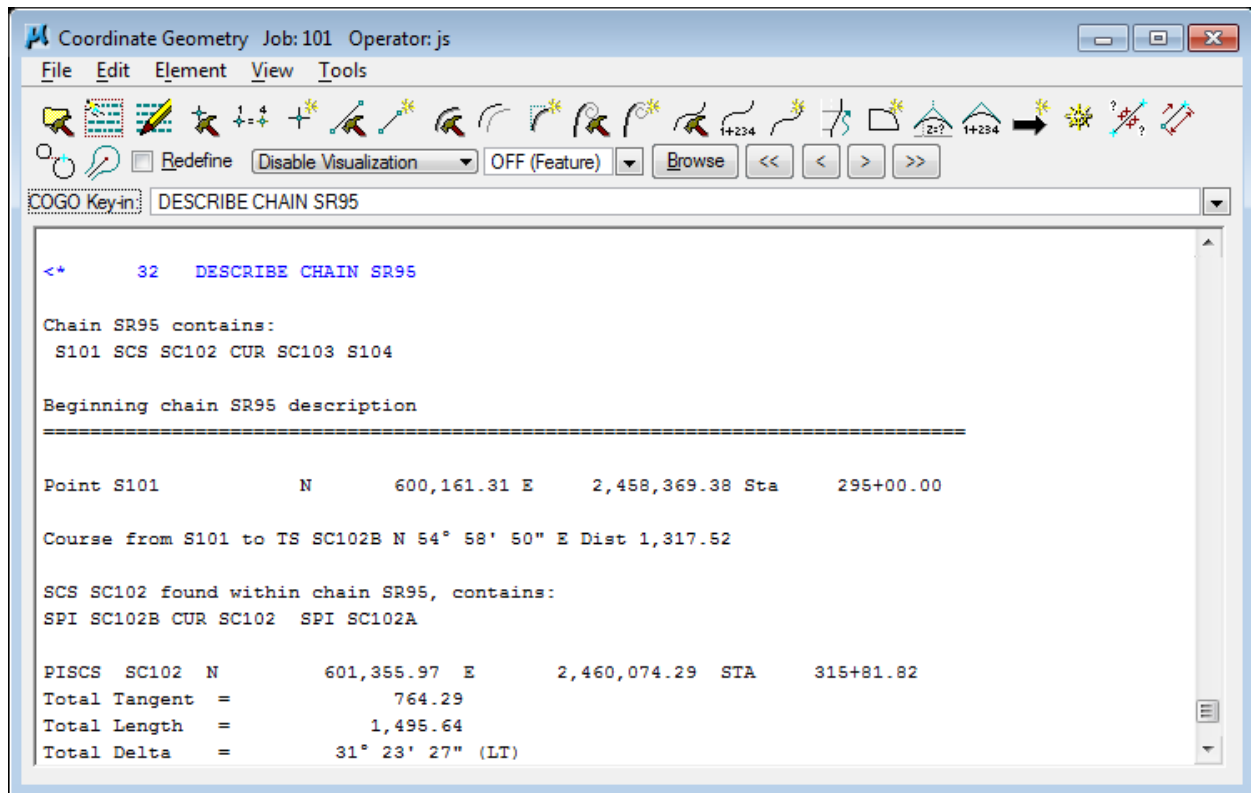 Coordinate Geometry Job: 101 Operator: js
File Edit Element View Tools
Redefine Disable Visualization OFF (Feature) Browse << < > >>
COGO Key-in: DESCRIBE CHAIN SR95
<* 32 DESCRIBE CHAIN SR95
Chain SR95 contains:
S101 SCS SC102 CUR SC103 S104
Beginning chain SR95 description
==============================================================================
Point S101 N 600,161.31 E 2,458,369.38 Sta 295+00.00
Course from S101 to TS SC102B N 54° 58' 50" E Dist 1,317.52
SCS SC102 found within chain SR95, contains:
SPI SC102B CUR SC102 SPI SC102A
PISCS SC102 N 601,355.97 E 2,460,074.29 STA 315+81.82
Total Tangent = 764.29
Total Length = 1,495.64
Total Delta = 31° 23' 27" (LT)